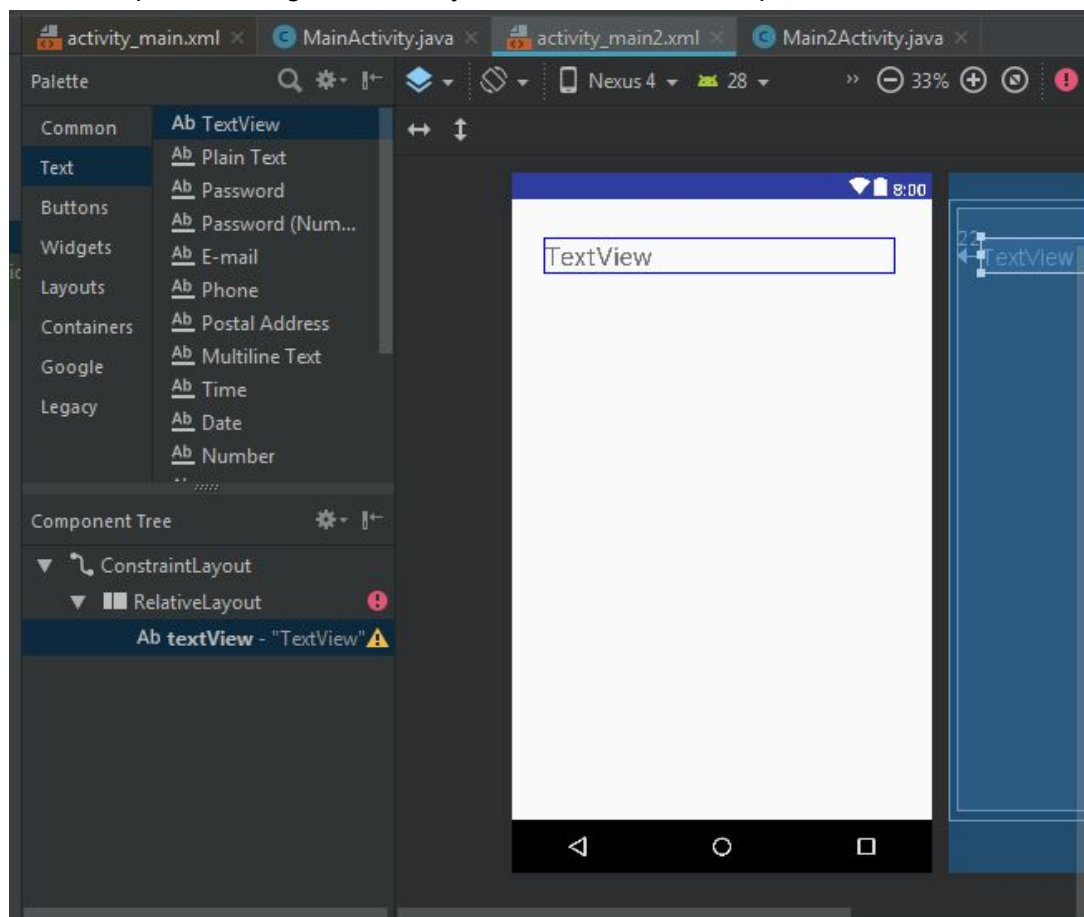 activity_main.xml MainActivity.java activity_main2.xml Main2Activity.java
Palette Nexus 4 28 33%
Common
Text
Buttons
Widgets
Layouts
Containers
Google
Legacy
Ab TextView
Ab Plain Text
Ab Password
Ab Password (Num...
Ab E-mail
Ab Phone
Ab Postal Address
Ab Multiline Text
Ab Time
Ab Date
Ab Number
8:00
TextView
22
TextView
Component Tree
ConstraintLayout
RelativeLayout
Ab textView - "TextView"